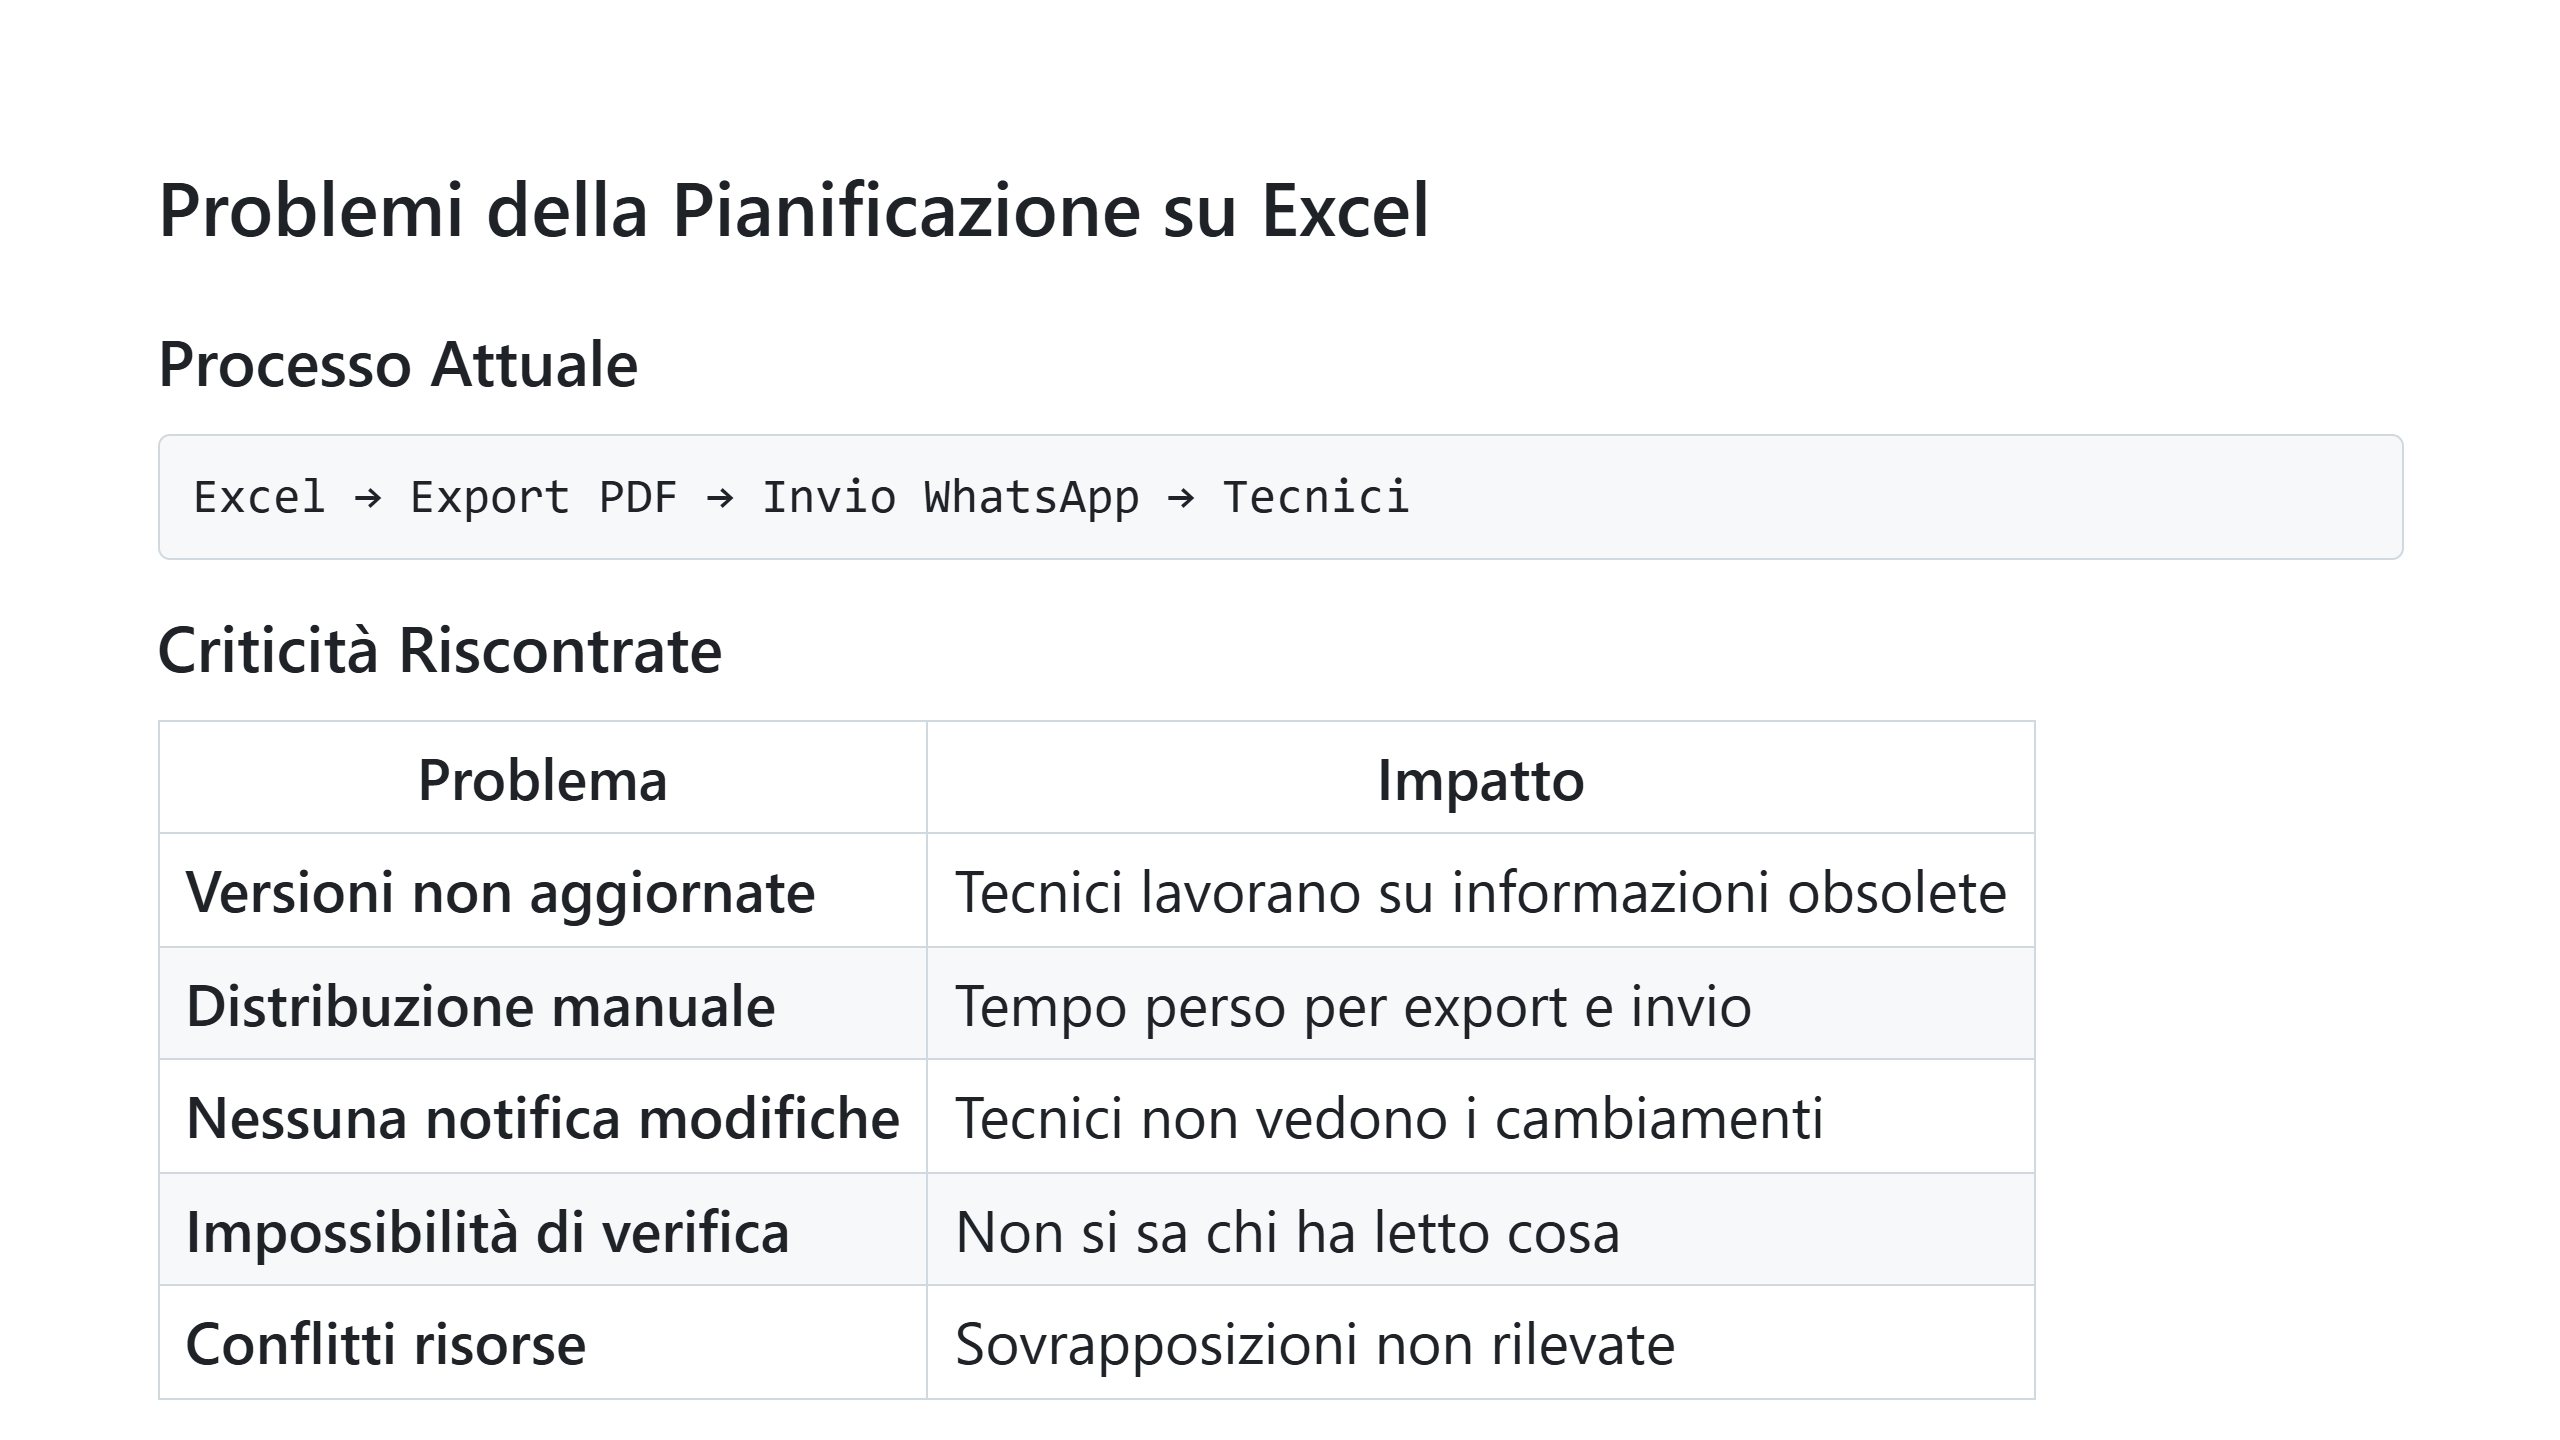 Problemi della Pianificazione su Excel
Processo Attuale
Excel → Export PDF → Invio WhatsApp → Tecnici
Criticità Riscontrate
Problema Impatto
Versioni non aggiornate Tecnici lavorano su informazioni obsolete
Distribuzione manuale Tempo perso per export e invio
Nessuna notifica modifiche Tecnici non vedono i cambiamenti
Impossibilità di verifica Non si sa chi ha letto cosa
Conflitti risorse Sovrapposizioni non rilevate